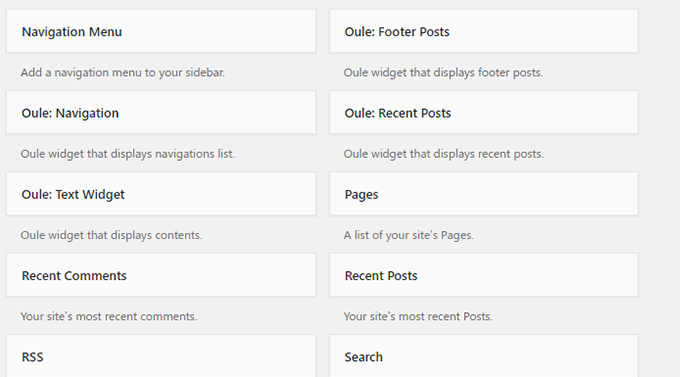 Navigation Menu
Oule: Footer Posts
Add a navigation menu to your sidebar.
Oule widget that displays footer posts.
Oule: Navigation
Oule: Recent Posts
Oule widget that displays navigations list.
Oule widget that displays recent posts.
Oule: Text Widget
Pages
Oule widget that displays contents.
A list of your site's Pages.
Recent Comments
Recent Posts
Your site's most recent comments.
Your site's most recent Posts.
RSS
Search